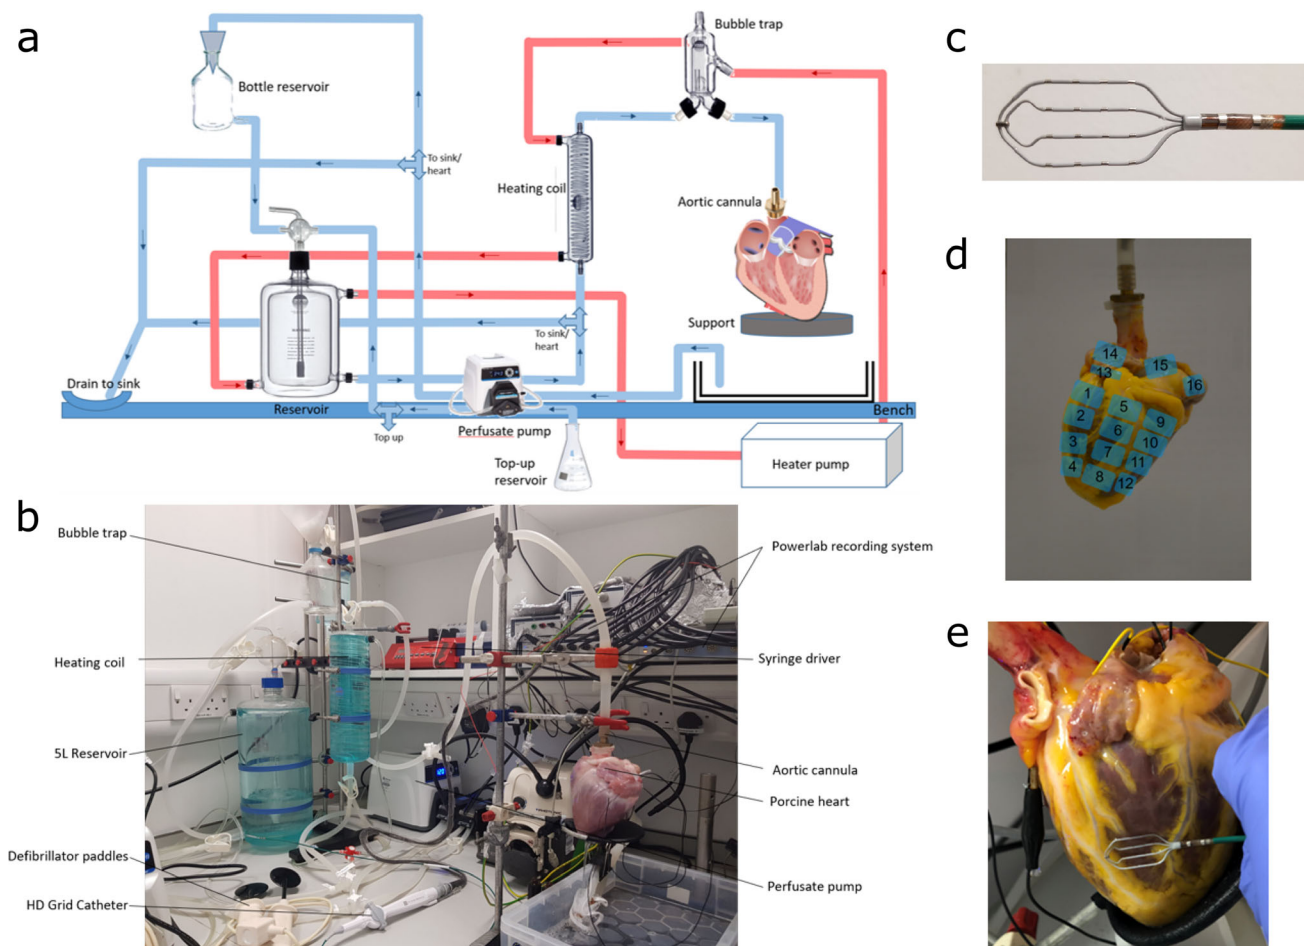 a
Bottle reservoir
Bubble trap
To sink/
heart
Heating coil
Aortic cannula
Support
To sink/
heart
Drain to sink
Reservoir
Perfusate pump
Bench
Top up
Top-up
reservoir
Heater pump
b
Bubble trap
Heating coil
5L Reservoir
Defibrillator paddles
HD Grid Catheter
Powerlab recording system
Syringe driver
Aortic cannula
Porcine heart
Perfusate pump
c
d
14
13
15
16
1
5
2
9
6
3
10
7
4
11
8
12
e